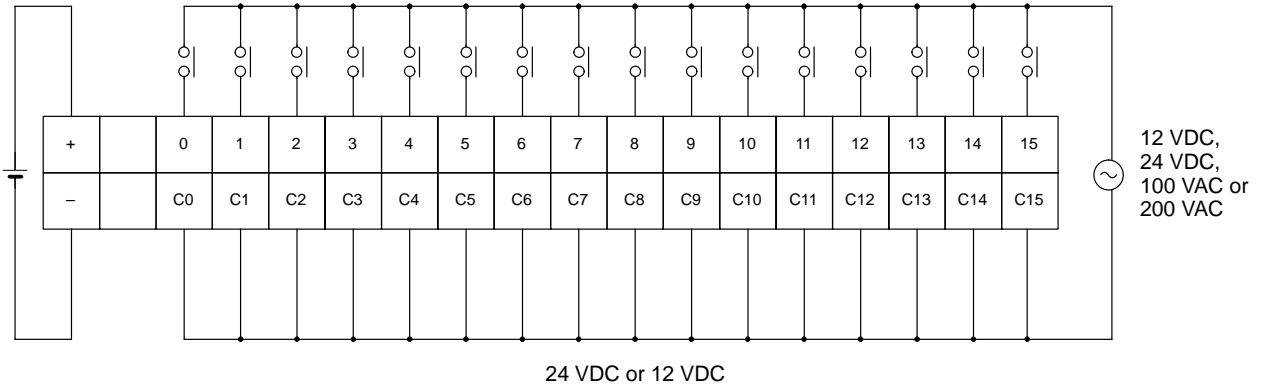 + 0 1 2 3 4 5 6 7 8 9 10 11 12 13 14 15
– C0 C1 C2 C3 C4 C5 C6 C7 C8 C9 C10 C11 C12 C13 C14 C15
12 VDC,
24 VDC,
100 VAC or
200 VAC
24 VDC or 12 VDC